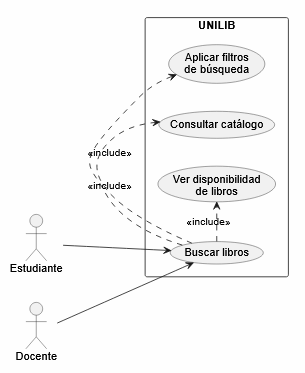 UNILIB
Aplicar filtros
de búsqueda
Consultar catálogo
«include»
Ver disponibilidad
de libros
«include»
«include»
Buscar libros
Estudiante
Docente